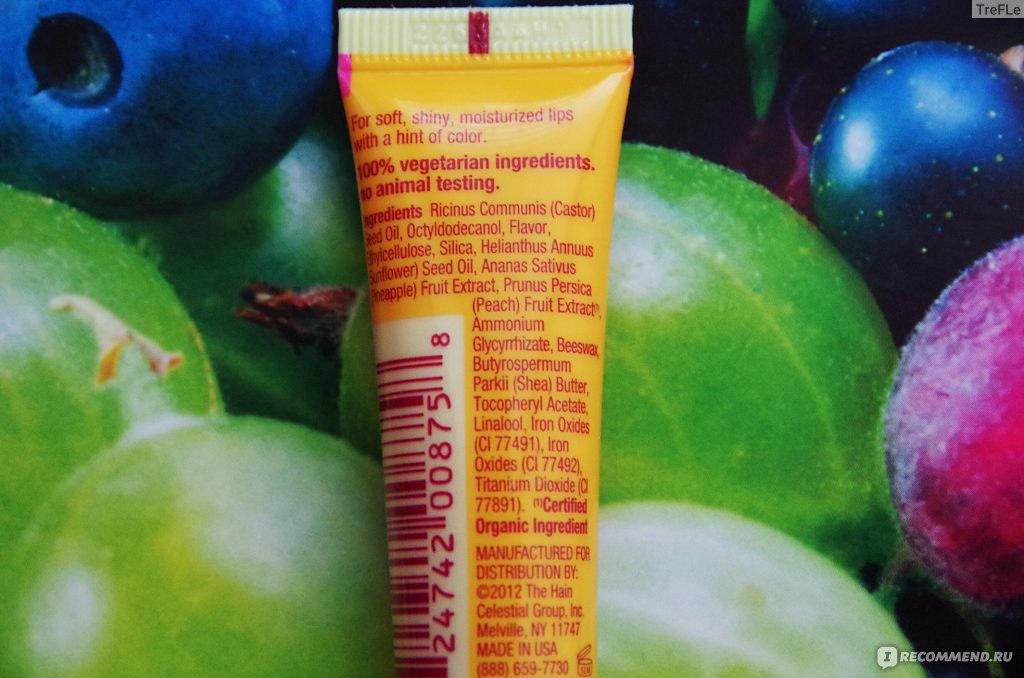 TreFLe
For soft, shiny, moisturized lips
with a hint of color.
100% vegetarian ingredients.
no animal testing.
Ingredients Ricinus Communis (Castor)
Seed Oil, Octyldodecanol, Flavor,
Ethylcellulose, Silica, Helianthus Annuus
(Sunflower) Seed Oil, Ananas Sativus
(Pineapple) Fruit Extract, Prunus Persica
(Peach) Fruit Extract⁽¹⁾,
Ammonium
Glycyrrhizate, Beeswax,
Butyrospermum
Parkii (Shea) Butter,
Tocopheryl Acetate,
Linalool, Iron Oxides
(CI 77491), Iron
Oxides (CI 77492),
Titanium Dioxide (CI
77891). ⁽¹⁾Certified
Organic Ingredient
MANUFACTURED FOR
DISTRIBUTION BY:
©2012 The Hain
Celestial Group, Inc.
Melville, NY 11747
MADE IN USA
(888) 659-7730
12M
24742 00875 8
IRECOMMEND.RU